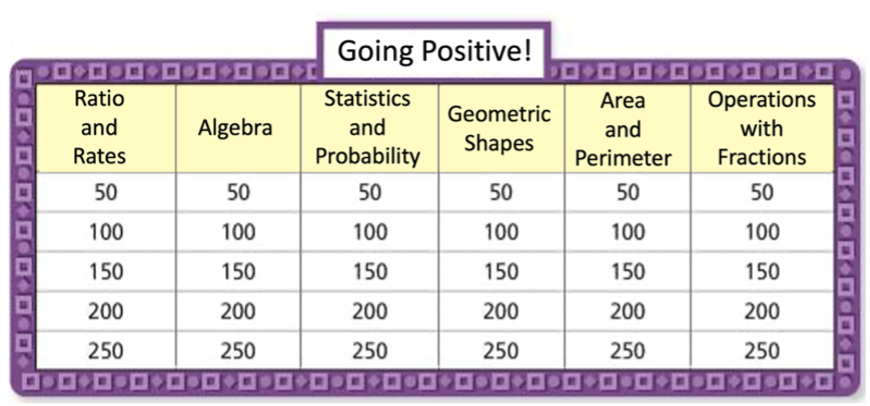 Going Positive!
Ratio and Rates Algebra Statistics and Probability Geometric Shapes Area and Perimeter Operations with Fractions
50 50 50 50 50 50
100 100 100 100 100 100
150 150 150 150 150 150
200 200 200 200 200 200
250 250 250 250 250 250